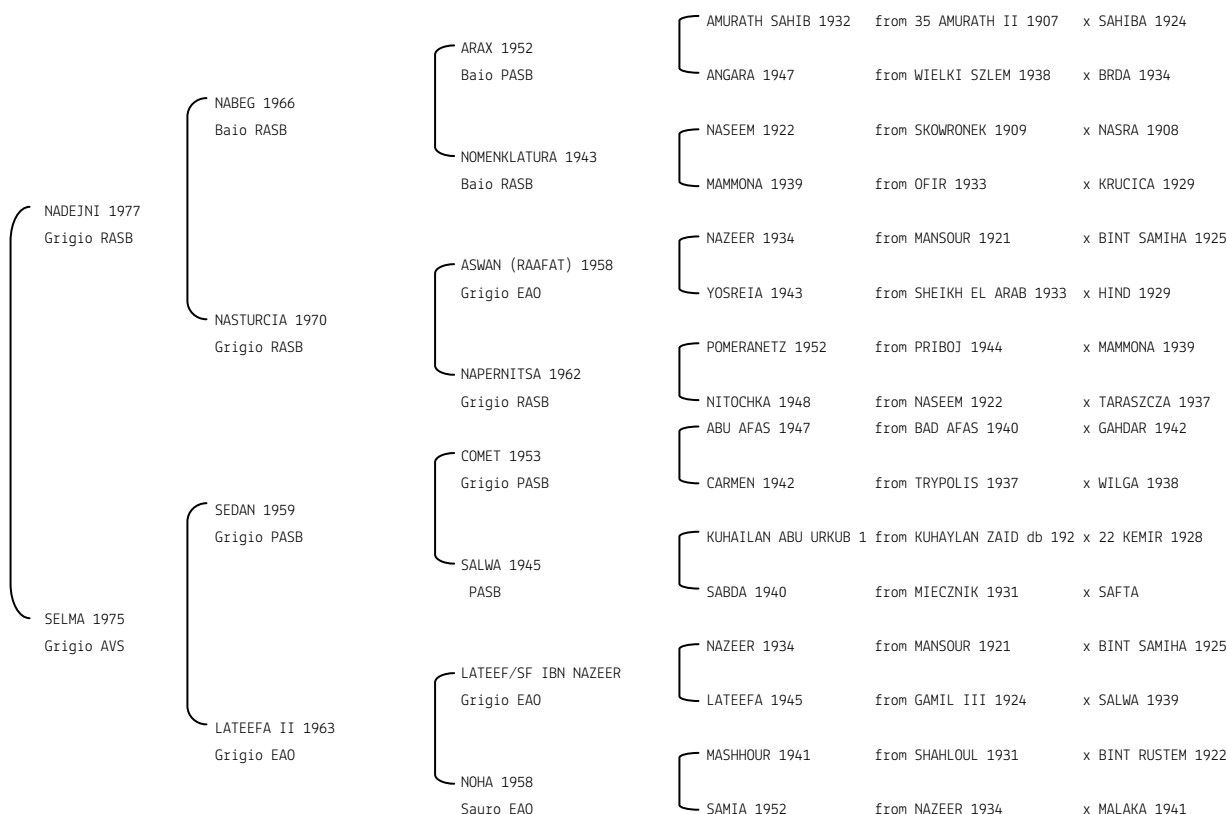 AMURATH SAHIB 1932 from 35 AMURATH II 1907 x SAHIBA 1924
ARAX 1952
Baio PASB
ANGARA 1947 from WIELKI SZLEM 1938 x BRDA 1934
NABEG 1966
Baio RASB
NASEEM 1922 from SKOWRONEK 1909 x NASRA 1908
NOMENKLATURA 1943
Baio RASB
MAMMONA 1939 from OFIR 1933 x KRUCICA 1929
NADEJNI 1977
Grigio RASB
NAZEER 1934 from MANSOUR 1921 x BINT SAMIHA 1925
ASWAN (RAAFAT) 1958
Grigio EAO
YOSREIA 1943 from SHEIKH EL ARAB 1933 x HIND 1929
NASTURCIA 1970
Grigio RASB
POMERANETZ 1952 from PRIBOJ 1944 x MAMMONA 1939
NAPERNITSA 1962
Grigio RASB
NITOCHKA 1948 from NASEEM 1922 x TARASZCZA 1937
ABU AFAS 1947 from BAD AFAS 1940 x GAHDAR 1942
COMET 1953
Grigio PASB
CARMEN 1942 from TRYPOLIS 1937 x WILGA 1938
SEDAN 1959
Grigio PASB
KUHAILAN ABU URKUB 1 from KUHAYLAN ZAID db 192 x 22 KEMIR 1928
SALWA 1945
PASB
SABDA 1940 from MIECZNIK 1931 x SAFTA
SELMA 1975
Grigio AVS
NAZEER 1934 from MANSOUR 1921 x BINT SAMIHA 1925
LATEEF/SF IBN NAZEER
Grigio EAO
LATEEFA 1945 from GAMIL III 1924 x SALWA 1939
LATEEFA II 1963
Grigio EAO
MASHHOUR 1941 from SHAHLOUL 1931 x BINT RUSTEM 1922
NOHA 1958
Sauro EAO
SAMIA 1952 from NAZEER 1934 x MALAKA 1941